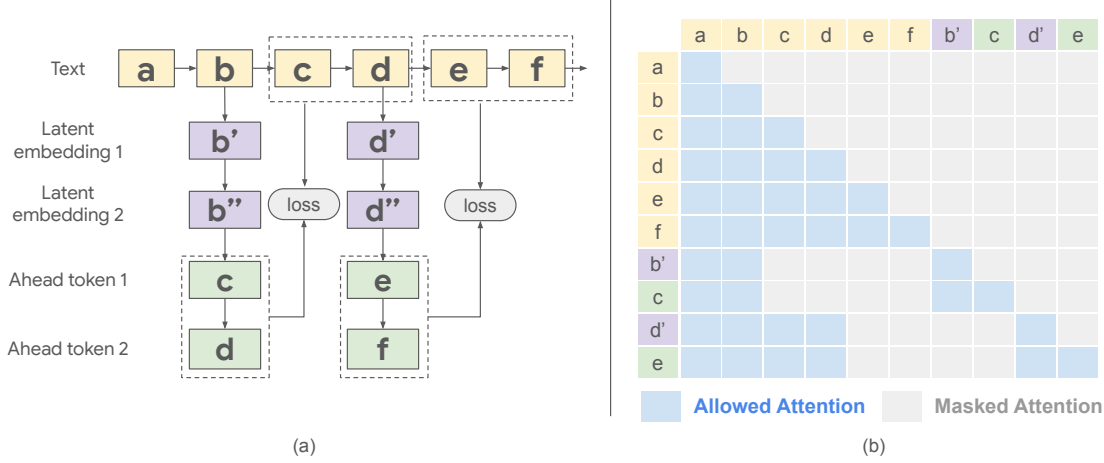 Text
a b c d e f
Latent embedding 1
b’ d’
Latent embedding 2
b” d”
loss loss
Ahead token 1
c e
Ahead token 2
d f
(a)
a b c d e f b' c d' e
a
b
c
d
e
f
b'
c
d'
e
Allowed Attention Masked Attention
(b)